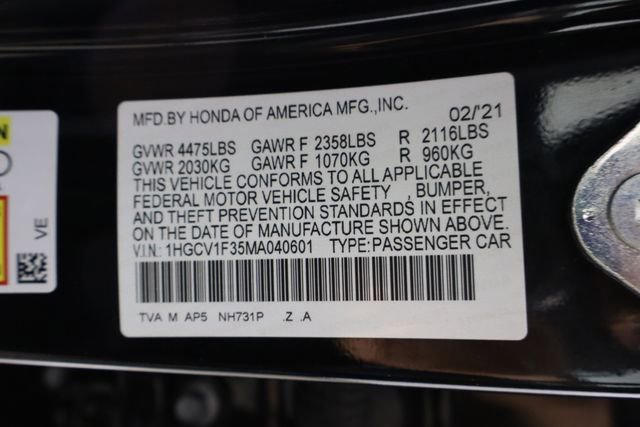 MFD.BY HONDA OF AMERICA MFG.,INC. 02/'21
GVWR 4475LBS GAWR F 2358LBS R 2116LBS
GVWR 2030KG GAWR F 1070KG R 960KG
THIS VEHICLE CONFORMS TO ALL APPLICABLE
FEDERAL MOTOR VEHICLE SAFETY , BUMPER,
AND THEFT PREVENTION STANDARDS IN EFFECT
ON THE DATE OF MANUFACTURE SHOWN ABOVE.
V.I.N: 1HGCV1F35MA040601 TYPE:PASSENGER CAR
TVA M AP5 NH731P .Z .A
VE